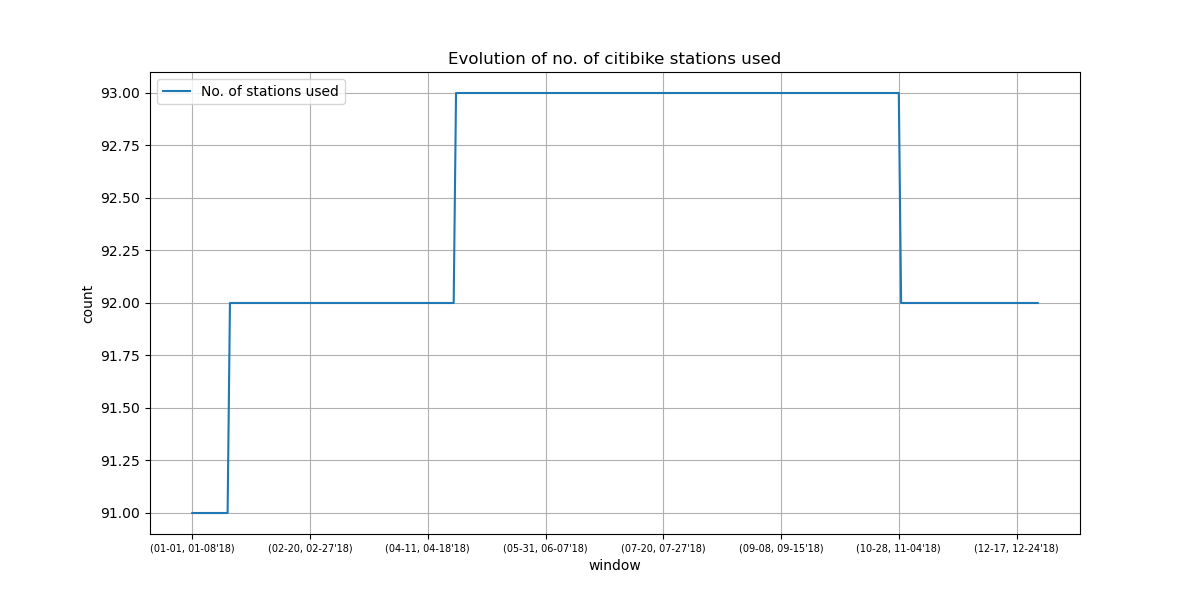 Evolution of no. of citibike stations used
No. of stations used
93.00
92.75
92.50
92.25
92.00
91.75
91.50
91.25
91.00
count
(01-01, 01-08'18) (02-20, 02-27'18) (04-11, 04-18'18) (05-31, 06-07'18) (07-20, 07-27'18) (09-08, 09-15'18) (10-28, 11-04'18) (12-17, 12-24'18)
window